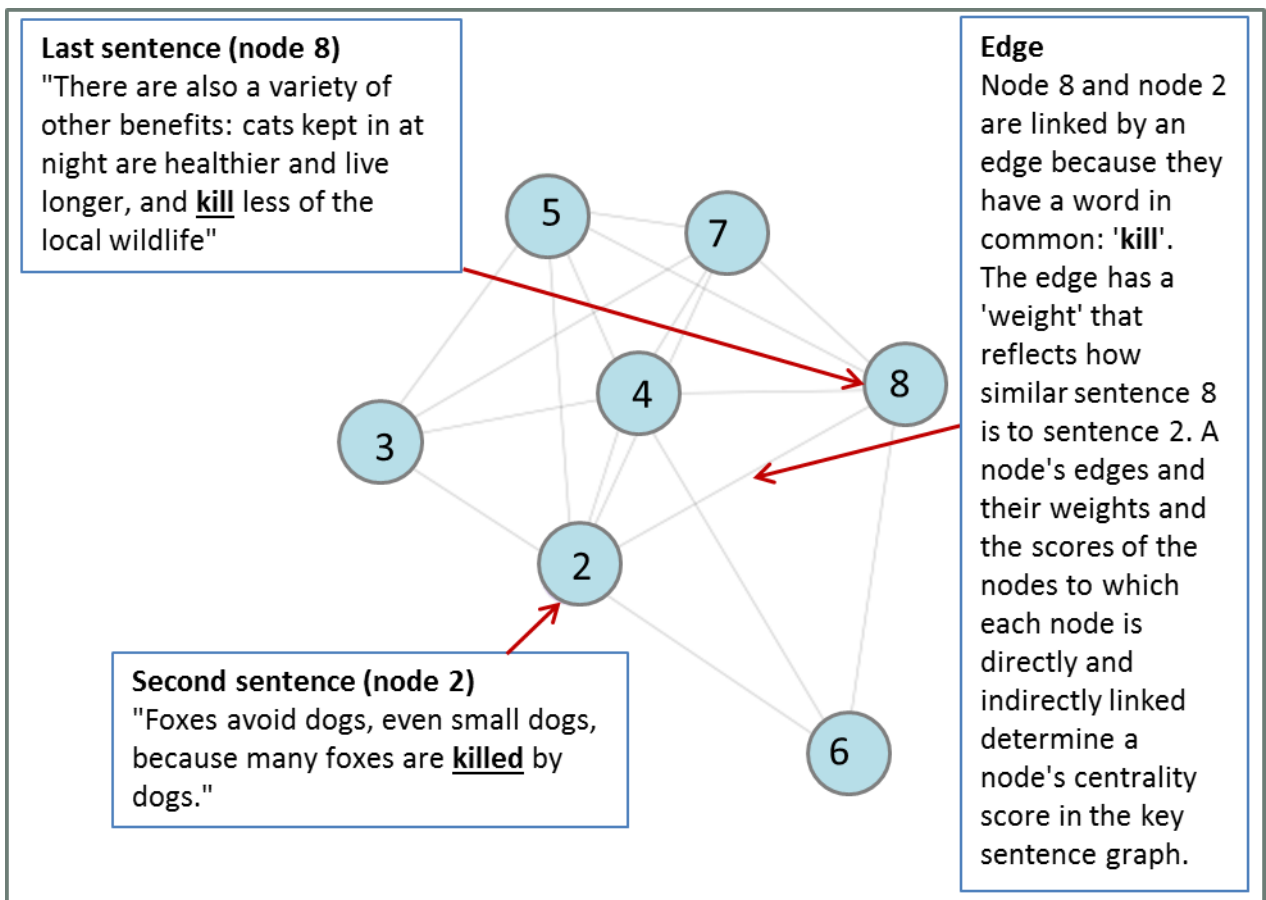 Last sentence (node 8)
"There are also a variety of
other benefits: cats kept in at
night are healthier and live
longer, and kill less of the
local wildlife"
Edge
Node 8 and node 2
are linked by an
edge because they
have a word in
common: 'kill'.
The edge has a
'weight' that
reflects how
similar sentence 8
is to sentence 2. A
node's edges and
their weights and
the scores of the
nodes to which
each node is
directly and
indirectly linked
determine a
node's centrality
score in the key
sentence graph.
5
7
4
8
3
2
6
Second sentence (node 2)
"Foxes avoid dogs, even small dogs,
because many foxes are killed by
dogs."